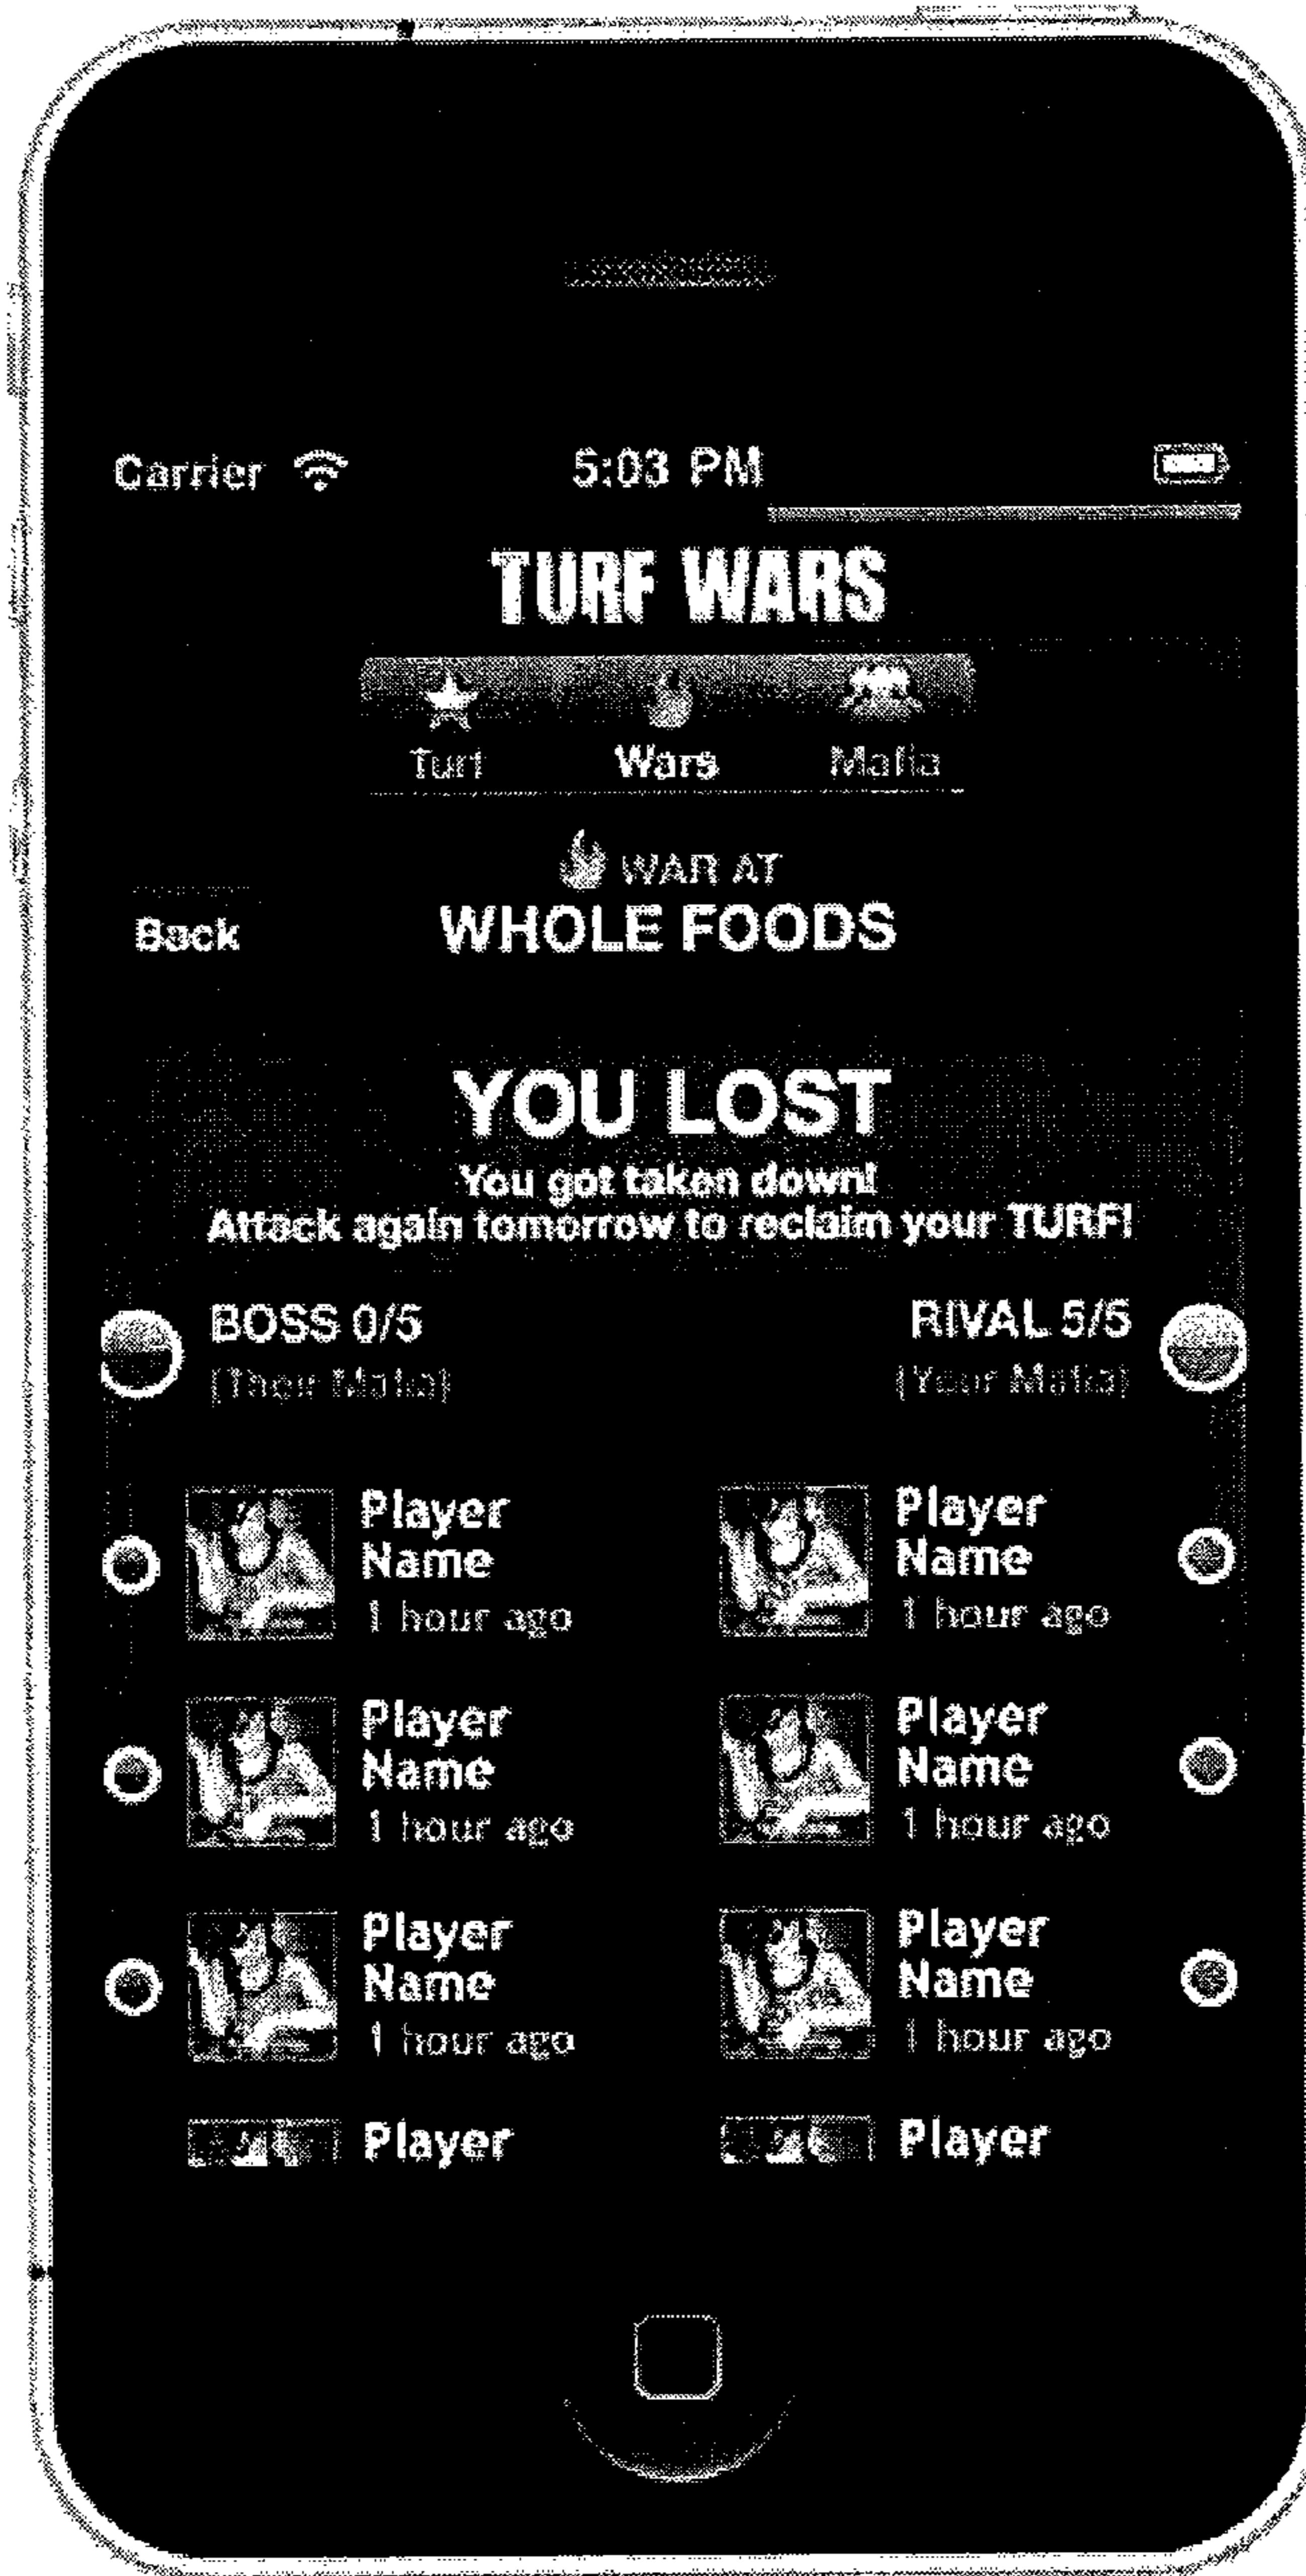 Carrier 5:03 PM
TURF WARS
Turf Wars Mafia
WAR AT
Back WHOLE FOODS
YOU LOST
You got taken down!
Attack again tomorrow to reclaim your TURF!
BOSS 0/5 RIVAL 5/5
(Their Mafia) (Your Mafia)
Player Player
Name Name
1 hour ago 1 hour ago
Player Player
Name Name
1 hour ago 1 hour ago
Player Player
Name Name
1 hour ago 1 hour ago
Player Player